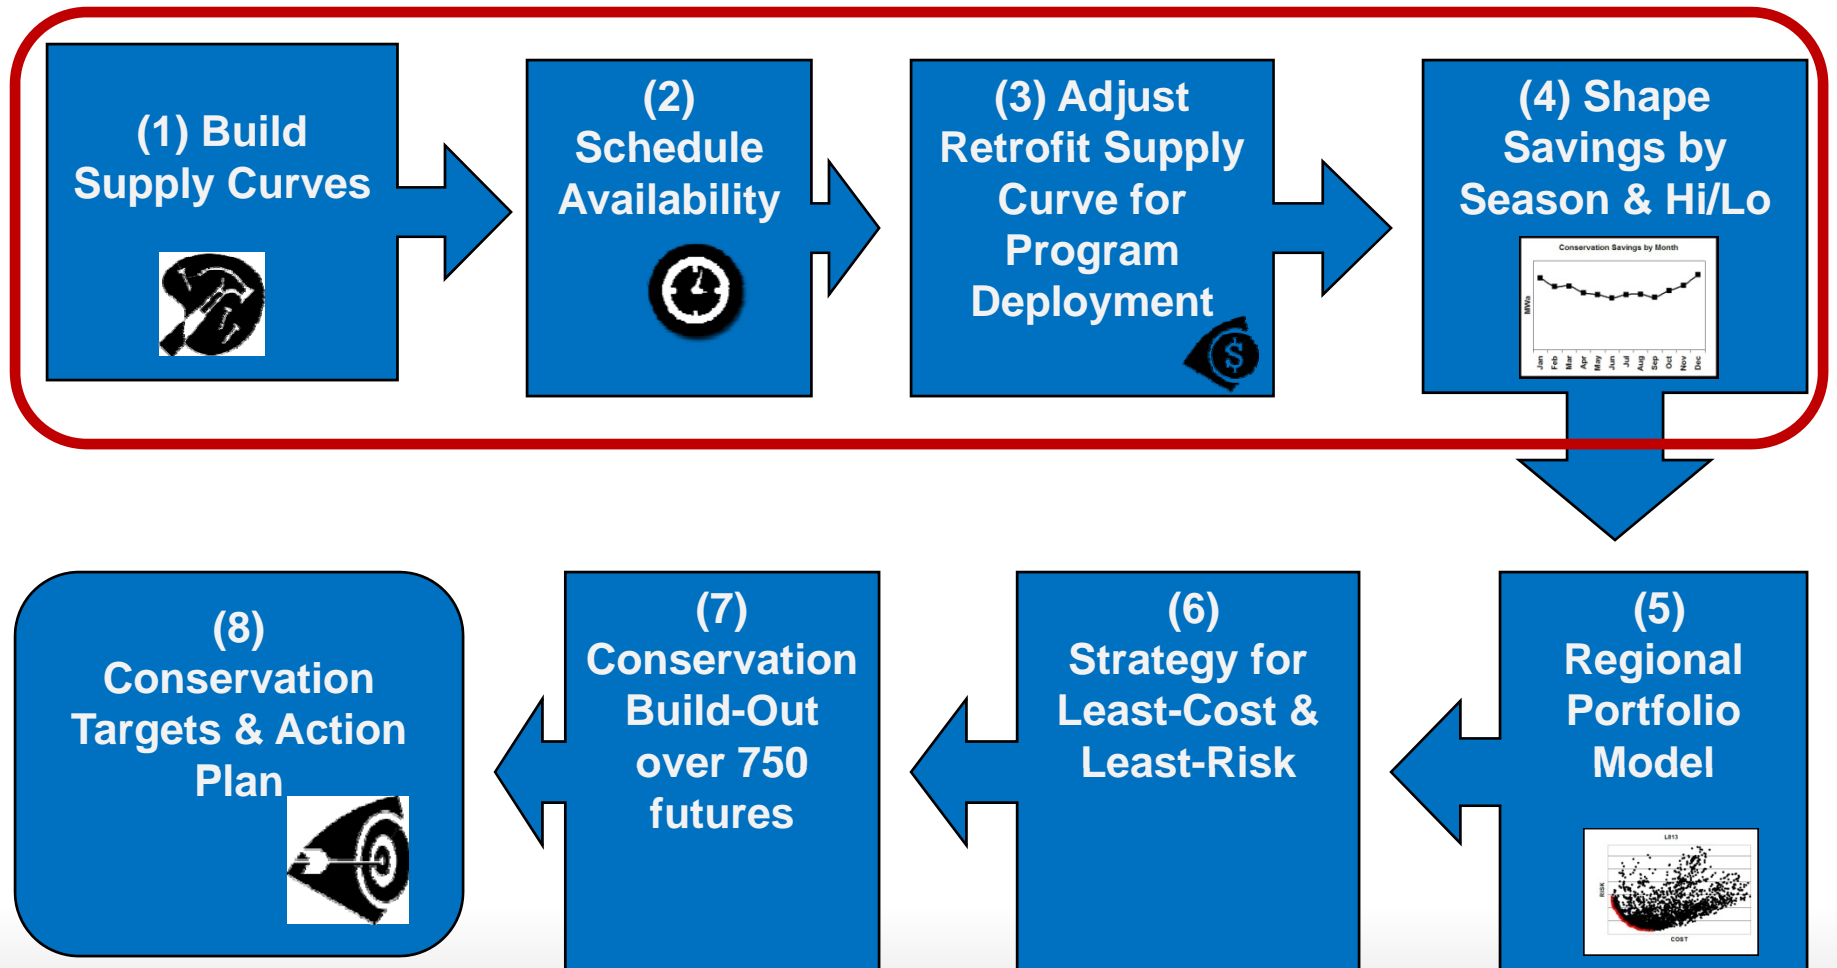 (1) Build
Supply Curves
(2)
Schedule
Availability
(3) Adjust
Retrofit Supply
Curve for
Program
Deployment
$
(4) Shape
Savings by
Season & Hi/Lo
Conservation Savings by Month
MWa
Jan
Feb
Mar
Apr
May
Jun
Jul
Aug
Sep
Oct
Nov
Dec
(5)
Regional
Portfolio
Model
RISK
COST
(6)
Strategy for
Least-Cost &
Least-Risk
(7)
Conservation
Build-Out
over 750
futures
(8)
Conservation
Targets & Action
Plan